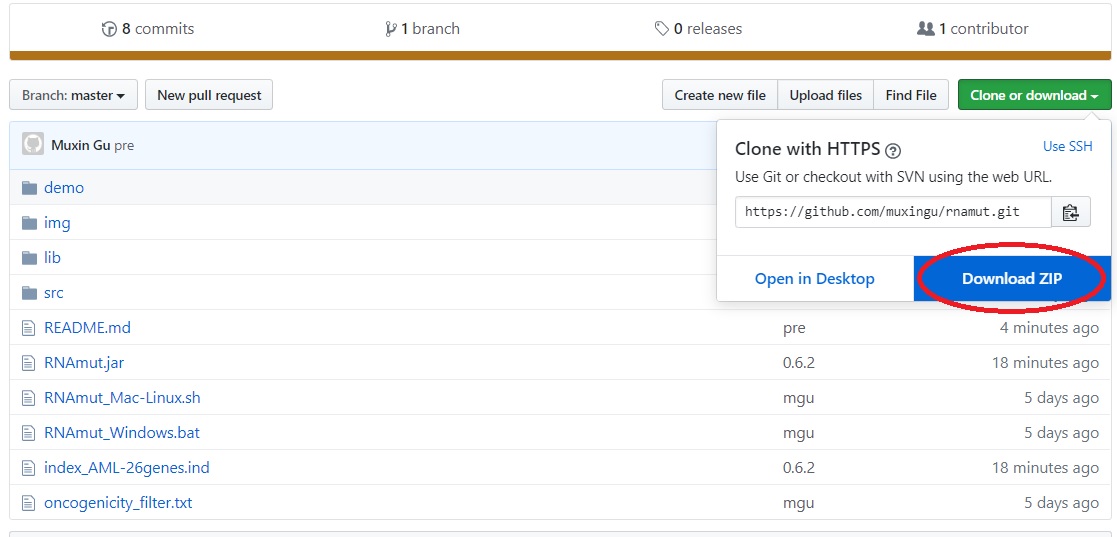 8 commits 1 branch 0 releases 1 contributor
Branch: master New pull request Create new file Upload files Find File Clone or download
Muxin Gu pre
Clone with HTTPS ? Use SSH
Use Git or checkout with SVN using the web URL.
https://github.com/muxingu/rnamut.git
Open in Desktop Download ZIP
demo
img
lib
src
README.md pre 4 minutes ago
RNAmut.jar 0.6.2 18 minutes ago
RNAmut_Mac-Linux.sh mgu 5 days ago
RNAmut_Windows.bat mgu 5 days ago
index_AML-26genes.ind 0.6.2 18 minutes ago
oncogenicity_filter.txt mgu 5 days ago